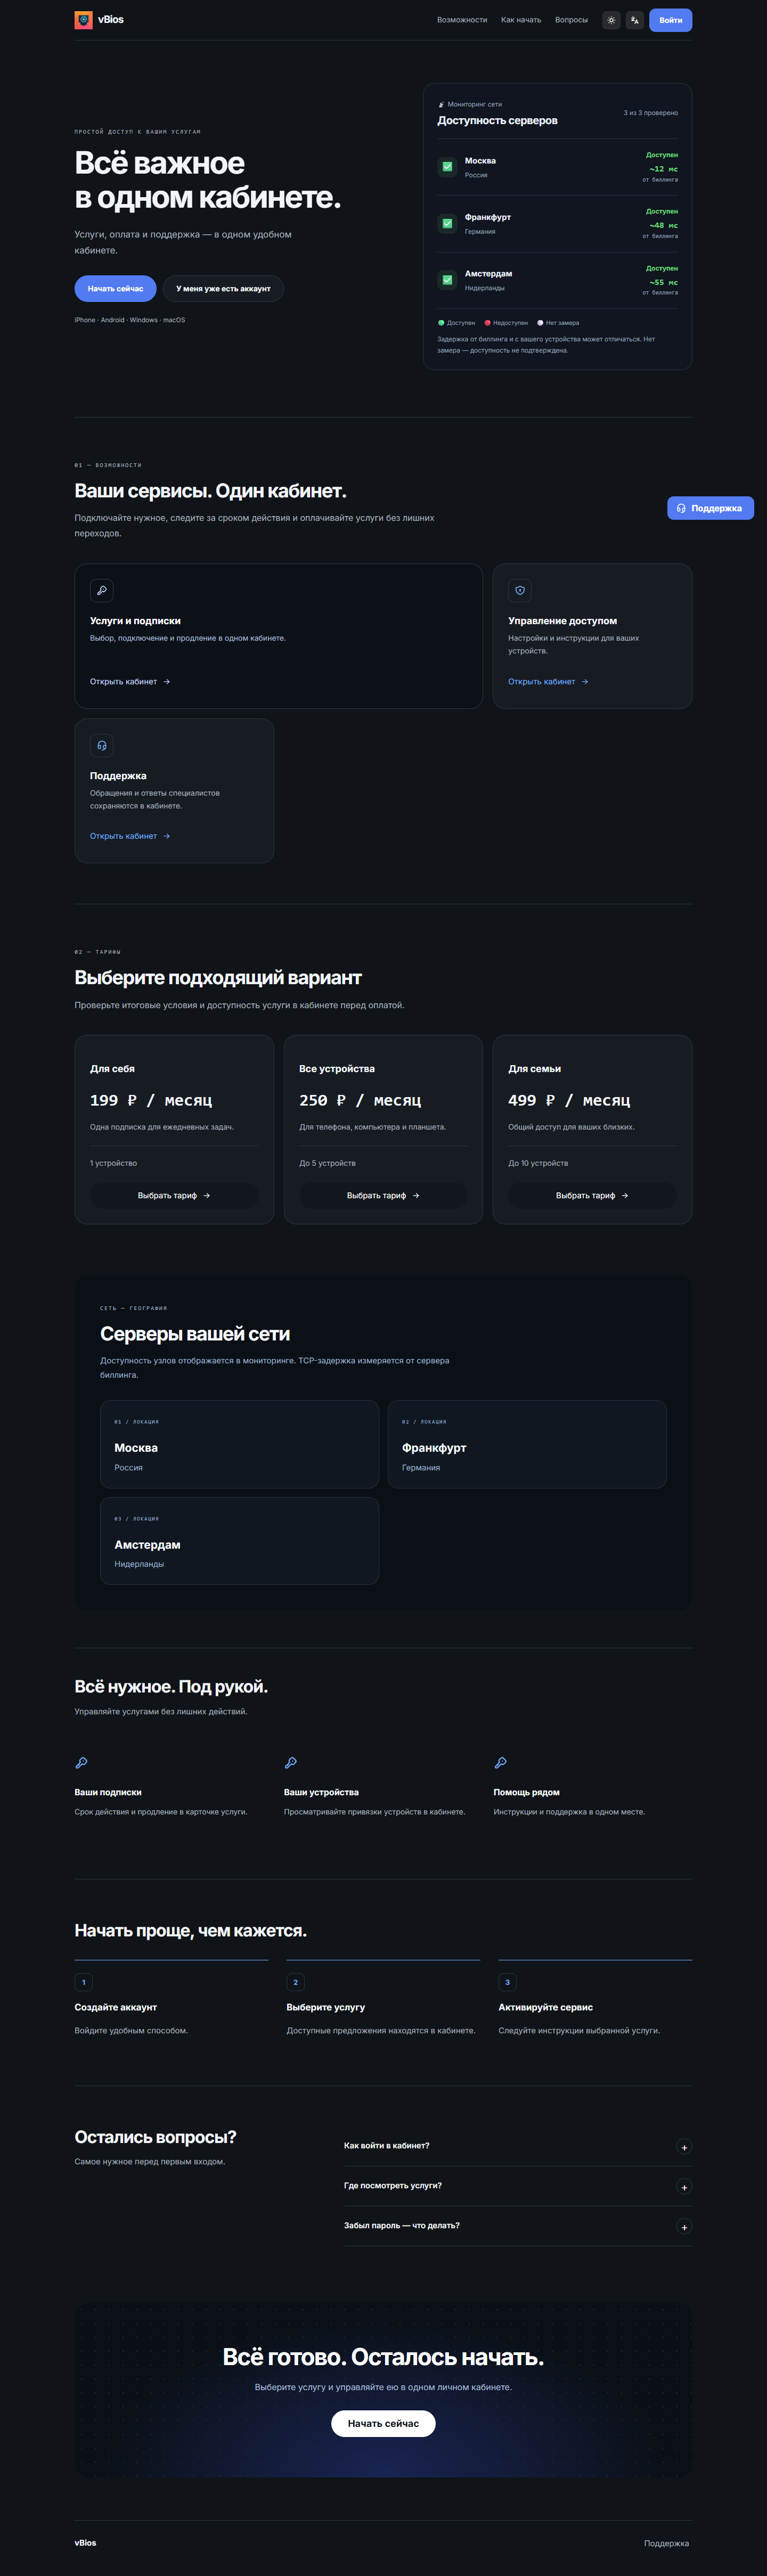 vBios
Возможности
Как начать
Вопросы
Войти
ПРОСТОЙ ДОСТУП К ВАШИМ УСЛУГАМ
Всё важное
в одном кабинете.
Услуги, оплата и поддержка — в одном удобном
кабинете.
Начать сейчас
У меня уже есть аккаунт
iPhone · Android · Windows · macOS
Мониторинг сети
Доступность серверов
3 из 3 проверено
Москва
Россия
Доступен
~12 мс
от биллинга
Франкфурт
Германия
Доступен
~48 мс
от биллинга
Амстердам
Нидерланды
Доступен
~55 мс
от биллинга
Доступен
Недоступен
Нет замера
Задержка от биллинга и с вашего устройства может отличаться. Нет
замера — доступность не подтверждена.
01 — ВОЗМОЖНОСТИ
Ваши сервисы. Один кабинет.
Подключайте нужное, следите за сроком действия и оплачивайте услуги без лишних
переходов.
Поддержка
Услуги и подписки
Выбор, подключение и продление в одном кабинете.
Открыть кабинет →
Управление доступом
Настройки и инструкции для ваших
устройств.
Открыть кабинет →
Поддержка
Обращения и ответы специалистов
сохраняются в кабинете.
Открыть кабинет →
02 — ТАРИФЫ
Выберите подходящий вариант
Проверьте итоговые условия и доступность услуги в кабинете перед оплатой.
Для себя
199 ₽ / месяц
Одна подписка для ежедневных задач.
1 устройство
Выбрать тариф →
Все устройства
250 ₽ / месяц
Для телефона, компьютера и планшета.
До 5 устройств
Выбрать тариф →
Для семьи
499 ₽ / месяц
Общий доступ для ваших близких.
До 10 устройств
Выбрать тариф →
СЕТЬ — ГЕОГРАФИЯ
Серверы вашей сети
Доступность узлов отображается в мониторинге. TCP-задержка измеряется от сервера
биллинга.
01 / ЛОКАЦИЯ
Москва
Россия
02 / ЛОКАЦИЯ
Франкфурт
Германия
03 / ЛОКАЦИЯ
Амстердам
Нидерланды
Всё нужное. Под рукой.
Управляйте услугами без лишних действий.
Ваши подписки
Срок действия и продление в карточке услуги.
Ваши устройства
Просматривайте привязки устройств в кабинете.
Помощь рядом
Инструкции и поддержка в одном месте.
Начать проще, чем кажется.
1
Создайте аккаунт
Войдите удобным способом.
2
Выберите услугу
Доступные предложения находятся в кабинете.
3
Активируйте сервис
Следуйте инструкции выбранной услуги.
Остались вопросы?
Самое нужное перед первым входом.
Как войти в кабинет?
+
Где посмотреть услуги?
+
Забыл пароль — что делать?
+
Всё готово. Осталось начать.
Выберите услугу и управляйте ею в одном личном кабинете.
Начать сейчас
vBios
Поддержка